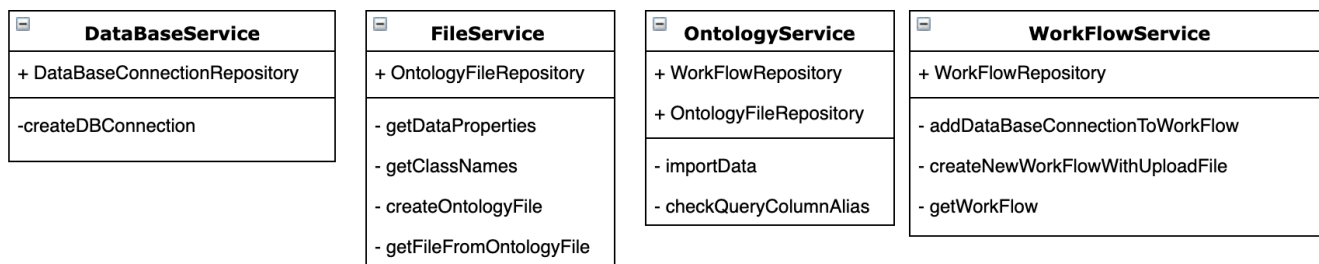 DataBaseService
+ DataBaseConnectionRepository
-createDBConnection
FileService
+ OntologyFileRepository
- getDataProperties
- getClassNames
- createOntologyFile
- getFileFromOntologyFile
OntologyService
+ WorkFlowRepository
+ OntologyFileRepository
- importData
- checkQueryColumnAlias
WorkFlowService
+ WorkFlowRepository
- addDataBaseConnectionToWorkFlow
- createNewWorkFlowWithUploadFile
- getWorkFlow